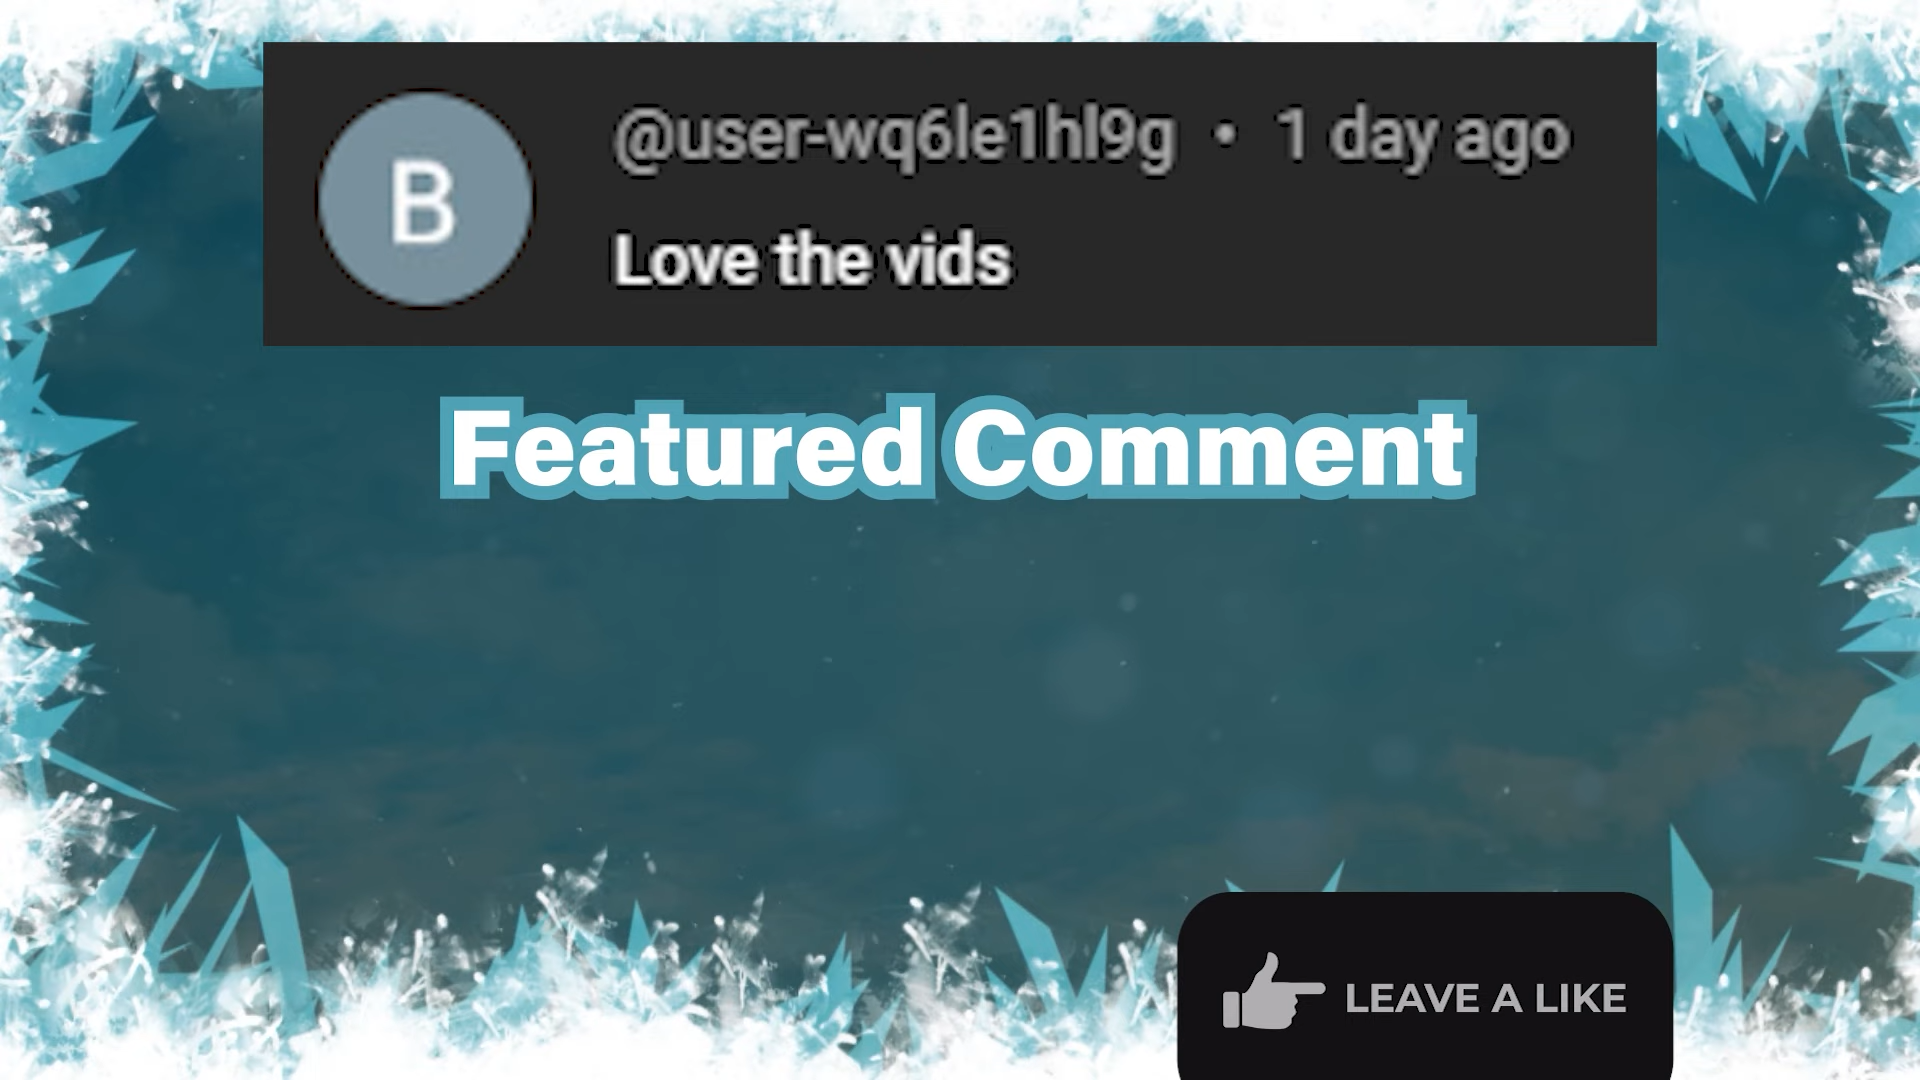 B
@user-wq6le1hl9g • 1 day ago
Love the vids
Featured Comment
LEAVE A LIKE